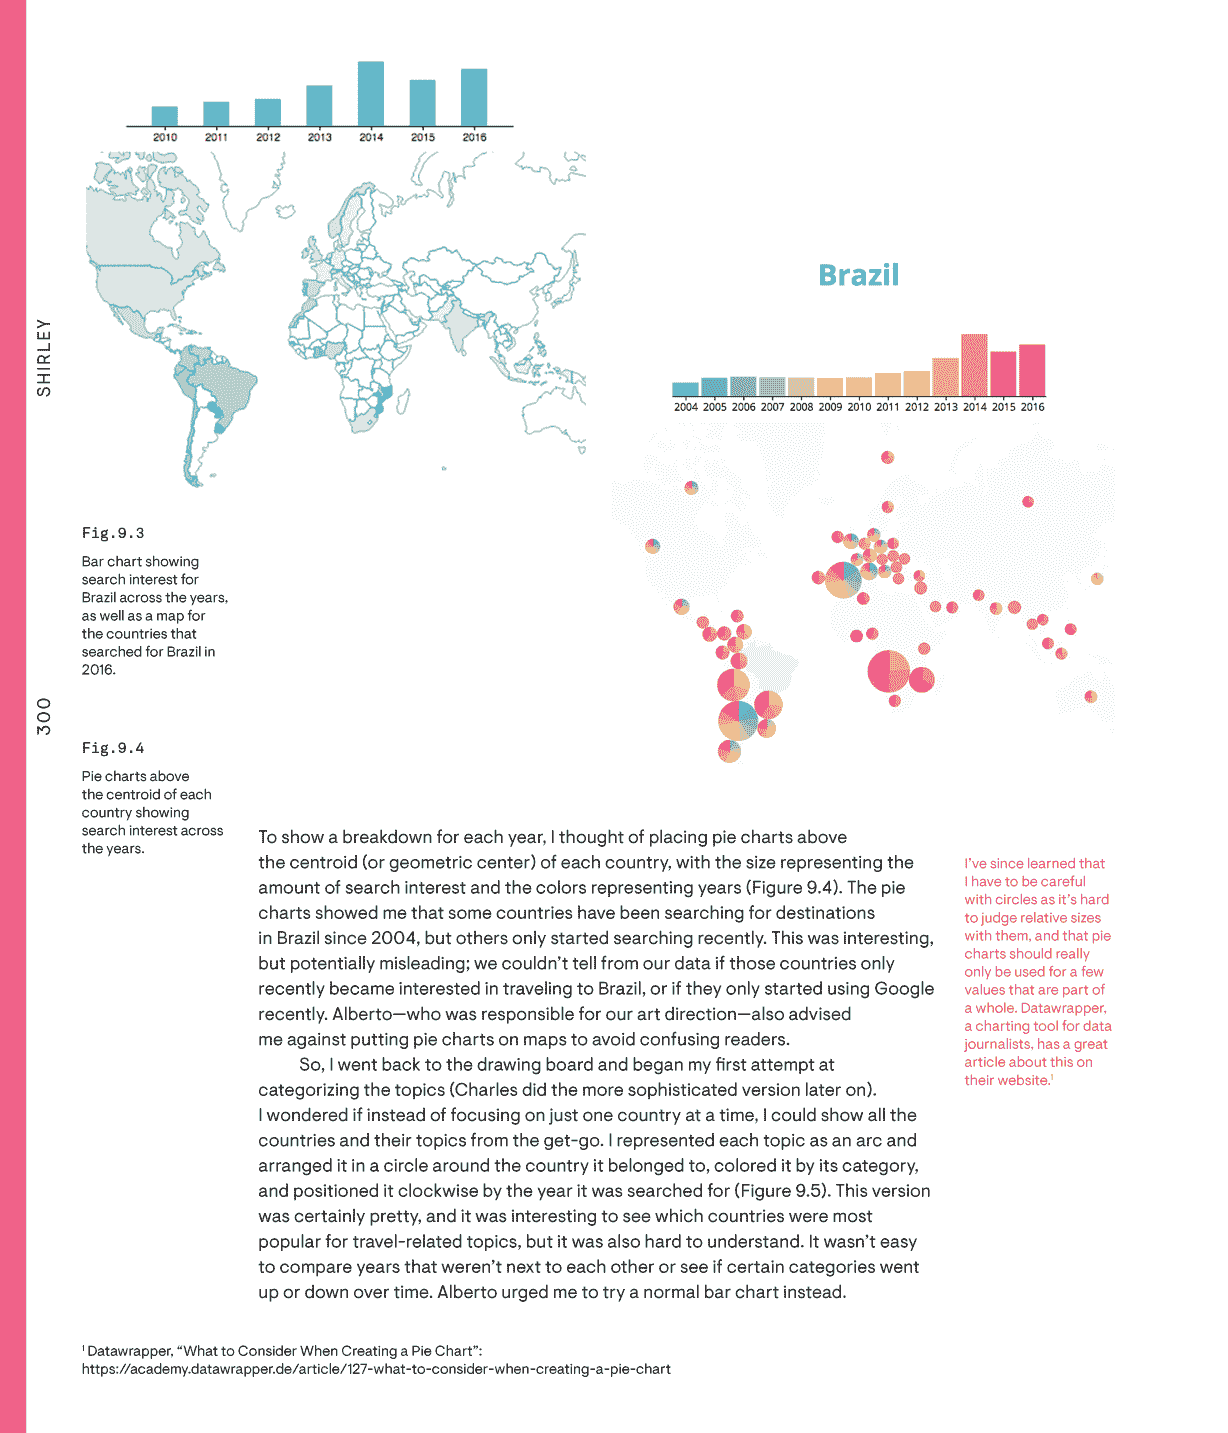 2010 2011 2012 2013 2014 2015 2016
Brazil
2004 2005 2006 2007 2008 2009 2010 2011 2012 2013 2014 2015 2016
SHIRLEY
300
Fig.9.3
Bar chart showing
search interest for
Brazil across the years,
as well as a map for
the countries that
searched for Brazil in
2016.
Fig.9.4
Pie charts above
the centroid of each
country showing
search interest across
the years.
To show a breakdown for each year, I thought of placing pie charts above
the centroid (or geometric center) of each country, with the size representing the
amount of search interest and the colors representing years (Figure 9.4). The pie
charts showed me that some countries have been searching for destinations
in Brazil since 2004, but others only started searching recently. This was interesting,
but potentially misleading; we couldn’t tell from our data if those countries only
recently became interested in traveling to Brazil, or if they only started using Google
recently. Alberto—who was responsible for our art direction—also advised
me against putting pie charts on maps to avoid confusing readers.
So, I went back to the drawing board and began my first attempt at
categorizing the topics (Charles did the more sophisticated version later on).
I wondered if instead of focusing on just one country at a time, I could show all the
countries and their topics from the get-go. I represented each topic as an arc and
arranged it in a circle around the country it belonged to, colored it by its category,
and positioned it clockwise by the year it was searched for (Figure 9.5). This version
was certainly pretty, and it was interesting to see which countries were most
popular for travel-related topics, but it was also hard to understand. It wasn’t easy
to compare years that weren’t next to each other or see if certain categories went
up or down over time. Alberto urged me to try a normal bar chart instead.
I’ve since learned that
I have to be careful
with circles as it’s hard
to judge relative sizes
with them, and that pie
charts should really
only be used for a few
values that are part of
a whole. Datawrapper,
a charting tool for data
journalists, has a great
article about this on
their website.¹
¹ Datawrapper, “What to Consider When Creating a Pie Chart”:
https://academy.datawrapper.de/article/127-what-to-consider-when-creating-a-pie-chart